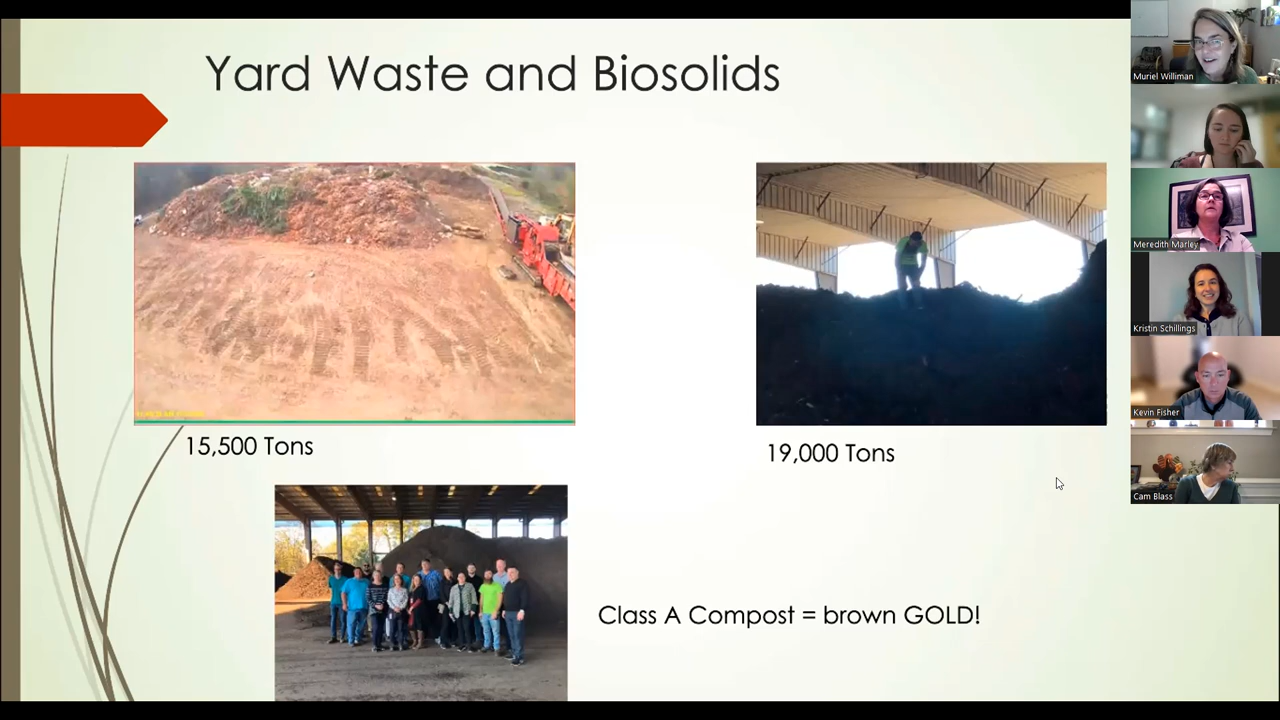 Yard Waste and Biosolids
15,500 Tons
19,000 Tons
Class A Compost = brown GOLD!
Muriel Williman
Meredith Marley
Kristin Schillings
Kevin Fisher
Cam Blass